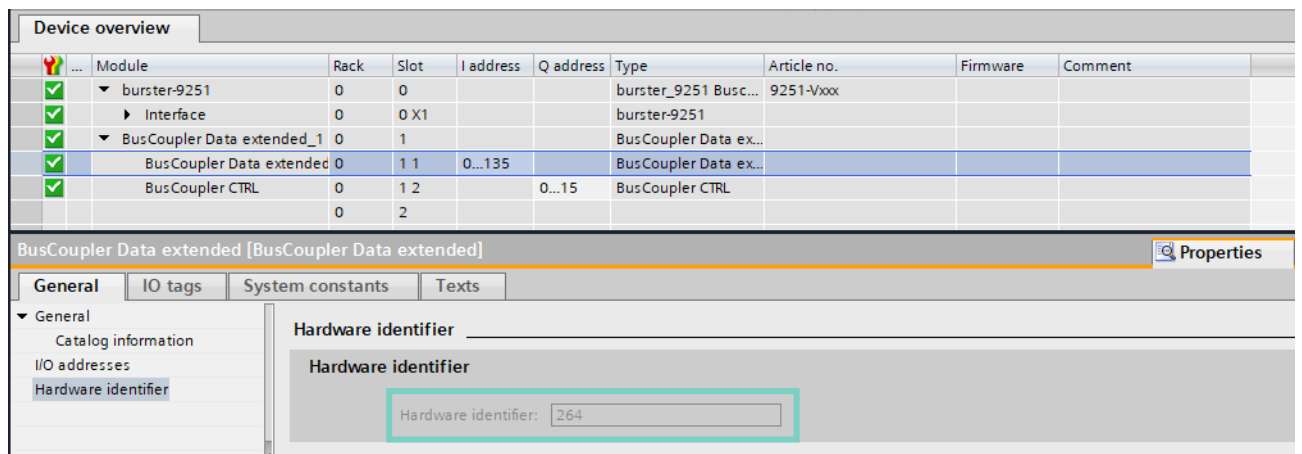 Device overview
... Module Rack Slot I address Q address Type Article no. Firmware Comment
burster-9251 0 0 burster_9251 Busc... 9251-Vxxx
Interface 0 0 X1 burster-9251
BusCoupler Data extended_1 0 1 BusCoupler Data ex...
BusCoupler Data extended 0 1 1 0...135 BusCoupler Data ex...
BusCoupler CTRL 0 1 2 0...15 BusCoupler CTRL
0 2
BusCoupler Data extended [BusCoupler Data extended] Properties
General IO tags System constants Texts
General
Catalog information
I/O addresses
Hardware identifier
Hardware identifier
Hardware identifier
Hardware identifier: 264